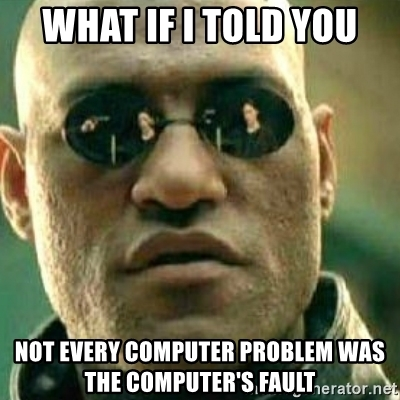 WHAT IF I TOLD YOU
NOT EVERY COMPUTER PROBLEM WAS
THE COMPUTER'S FAULT